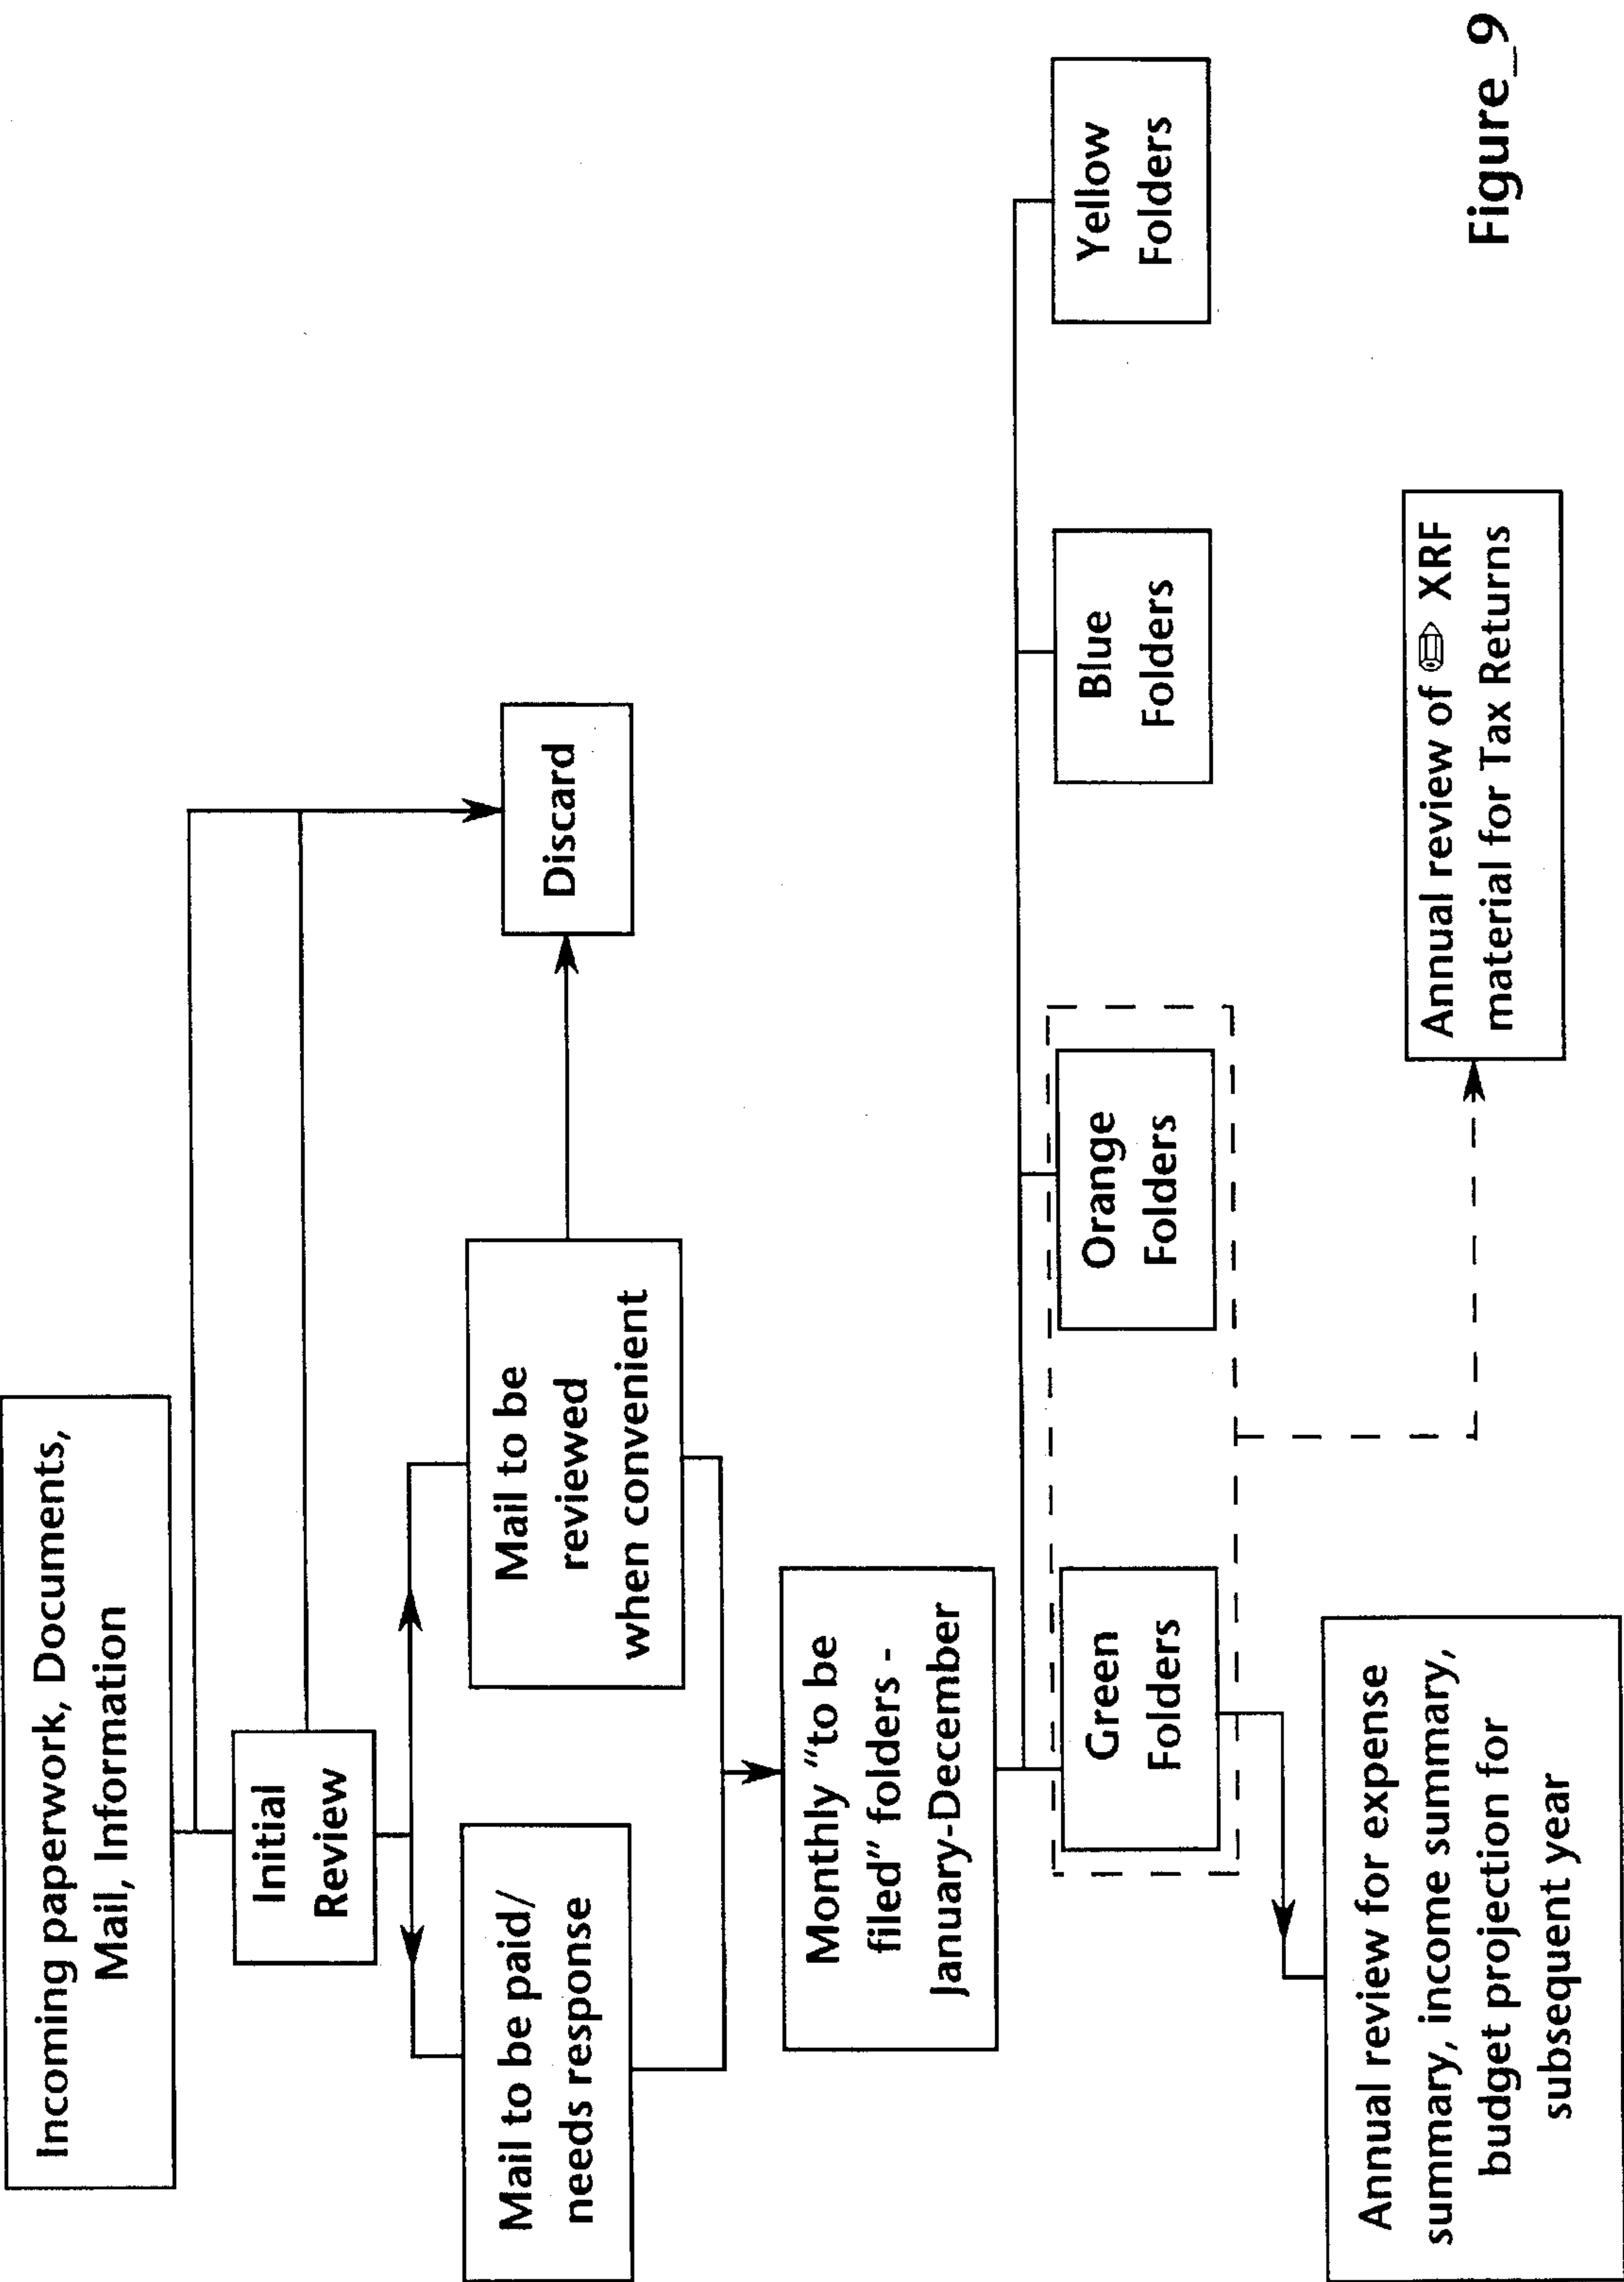 Incoming paperwork, Documents,
Mail, Information
Initial
Review
Discard
Mail to be paid/
needs response
Mail to be
reviewed
when convenient
Monthly "to be
filed" folders -
January-December
Green
Folders
Orange
Folders
Blue
Folders
Yellow
Folders
Annual review for expense
summary, income summary,
budget projection for
subsequent year
Annual review of ✏ XRF
material for Tax Returns
Figure_9